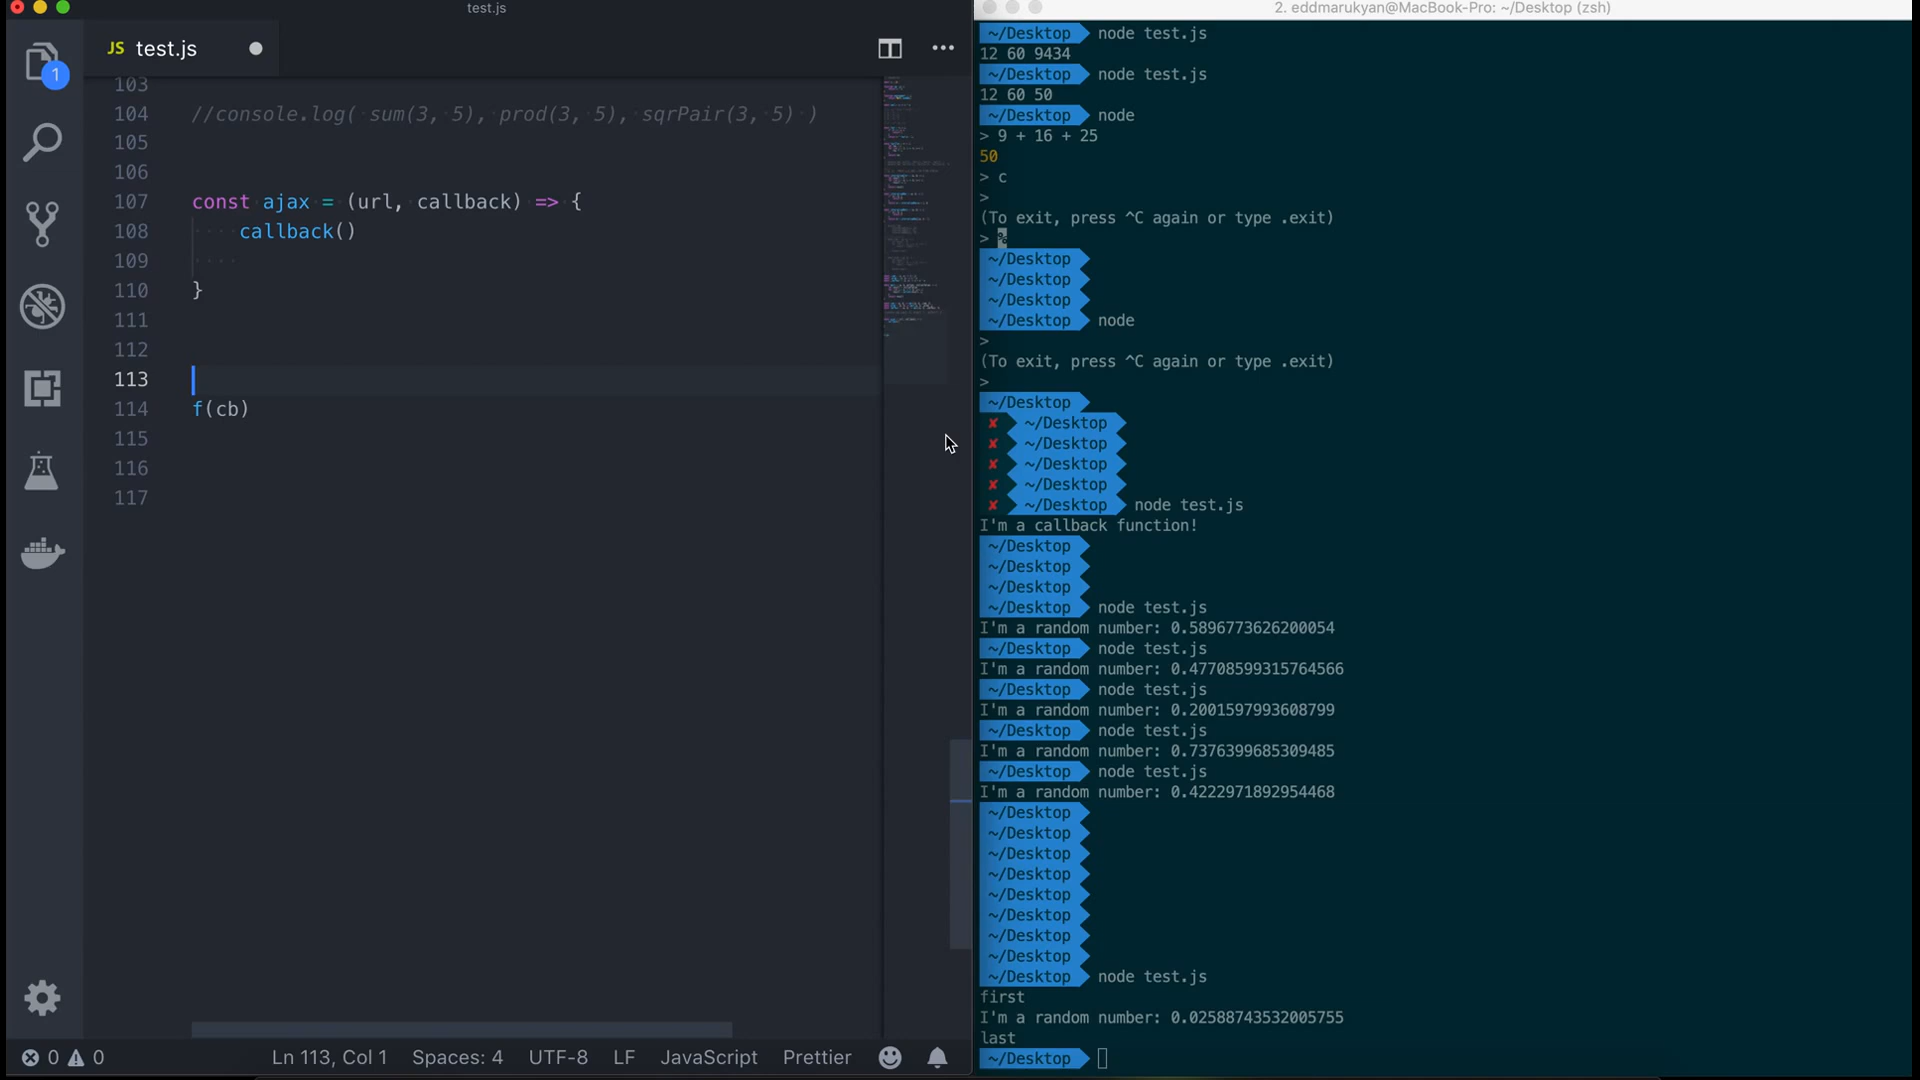 test.js
JS test.js
1
103
104 //console.log( sum(3, 5), prod(3, 5), sqrPair(3, 5) )
105
106
107 const ajax = (url, callback) => {
108 callback()
109
110 }
111
112
113
114 f(cb)
115
116
117
0 0 Ln 113, Col 1 Spaces: 4 UTF-8 LF JavaScript Prettier
2. eddmarukyan@MacBook-Pro: ~/Desktop (zsh)
~/Desktop node test.js
12 60 9434
~/Desktop node test.js
12 60 50
~/Desktop node
> 9 + 16 + 25
50
> c
>
(To exit, press ^C again or type .exit)
> %
~/Desktop
~/Desktop
~/Desktop
~/Desktop node
>
(To exit, press ^C again or type .exit)
>
~/Desktop
✘ ~/Desktop
✘ ~/Desktop
✘ ~/Desktop
✘ ~/Desktop
✘ ~/Desktop node test.js
I'm a callback function!
~/Desktop
~/Desktop
~/Desktop
~/Desktop node test.js
I'm a random number: 0.5896773626200054
~/Desktop node test.js
I'm a random number: 0.47708599315764566
~/Desktop node test.js
I'm a random number: 0.2001597993608799
~/Desktop node test.js
I'm a random number: 0.7376399685309485
~/Desktop node test.js
I'm a random number: 0.4222971892954468
~/Desktop
~/Desktop
~/Desktop
~/Desktop
~/Desktop
~/Desktop
~/Desktop
~/Desktop
~/Desktop node test.js
first
I'm a random number: 0.02588743532005755
last
~/Desktop